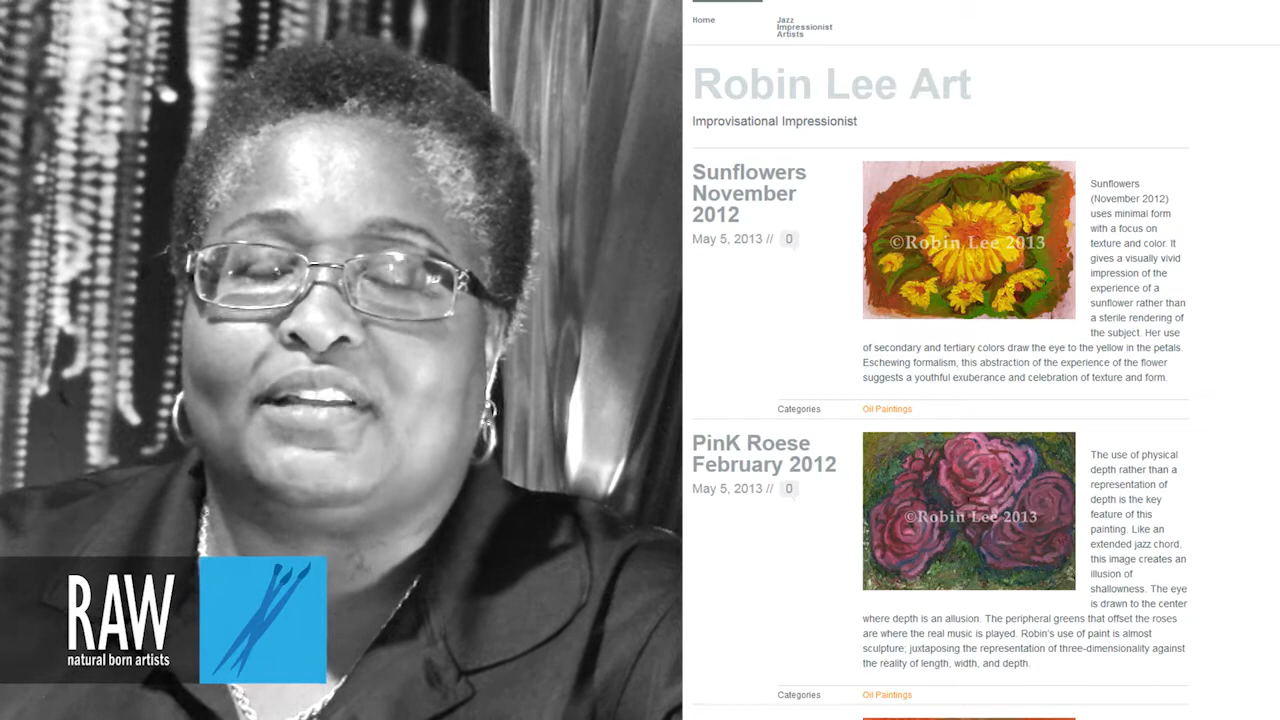 RAW
natural born artists
Home
Jazz
Impressionist
Artists
Robin Lee Art
Improvisational Impressionist
Sunflowers
November
2012
May 5, 2013 // 0
©Robin Lee 2013
Sunflowers
(November 2012)
uses minimal form
with a focus on
texture and color. It
gives a visually vivid
impression of the
experience of a
sunflower rather than
a sterile rendering of
the subject. Her use
of secondary and tertiary colors draw the eye to the yellow in the petals.
Eschewing formalism, this abstraction of the experience of the flower
suggests a youthful exuberance and celebration of texture and form.
Categories
Oil Paintings
PinK Roese
February 2012
May 5, 2013 // 0
©Robin Lee 2013
The use of physical
depth rather than a
representation of
depth is the key
feature of this
painting. Like an
extended jazz chord,
this image creates an
illusion of
shallowness. The eye
is drawn to the center
where depth is an allusion. The peripheral greens that offset the roses
are where the real music is played. Robin's use of paint is almost
sculpture; juxtaposing the representation of three-dimensionality against
the reality of length, width, and depth.
Categories
Oil Paintings